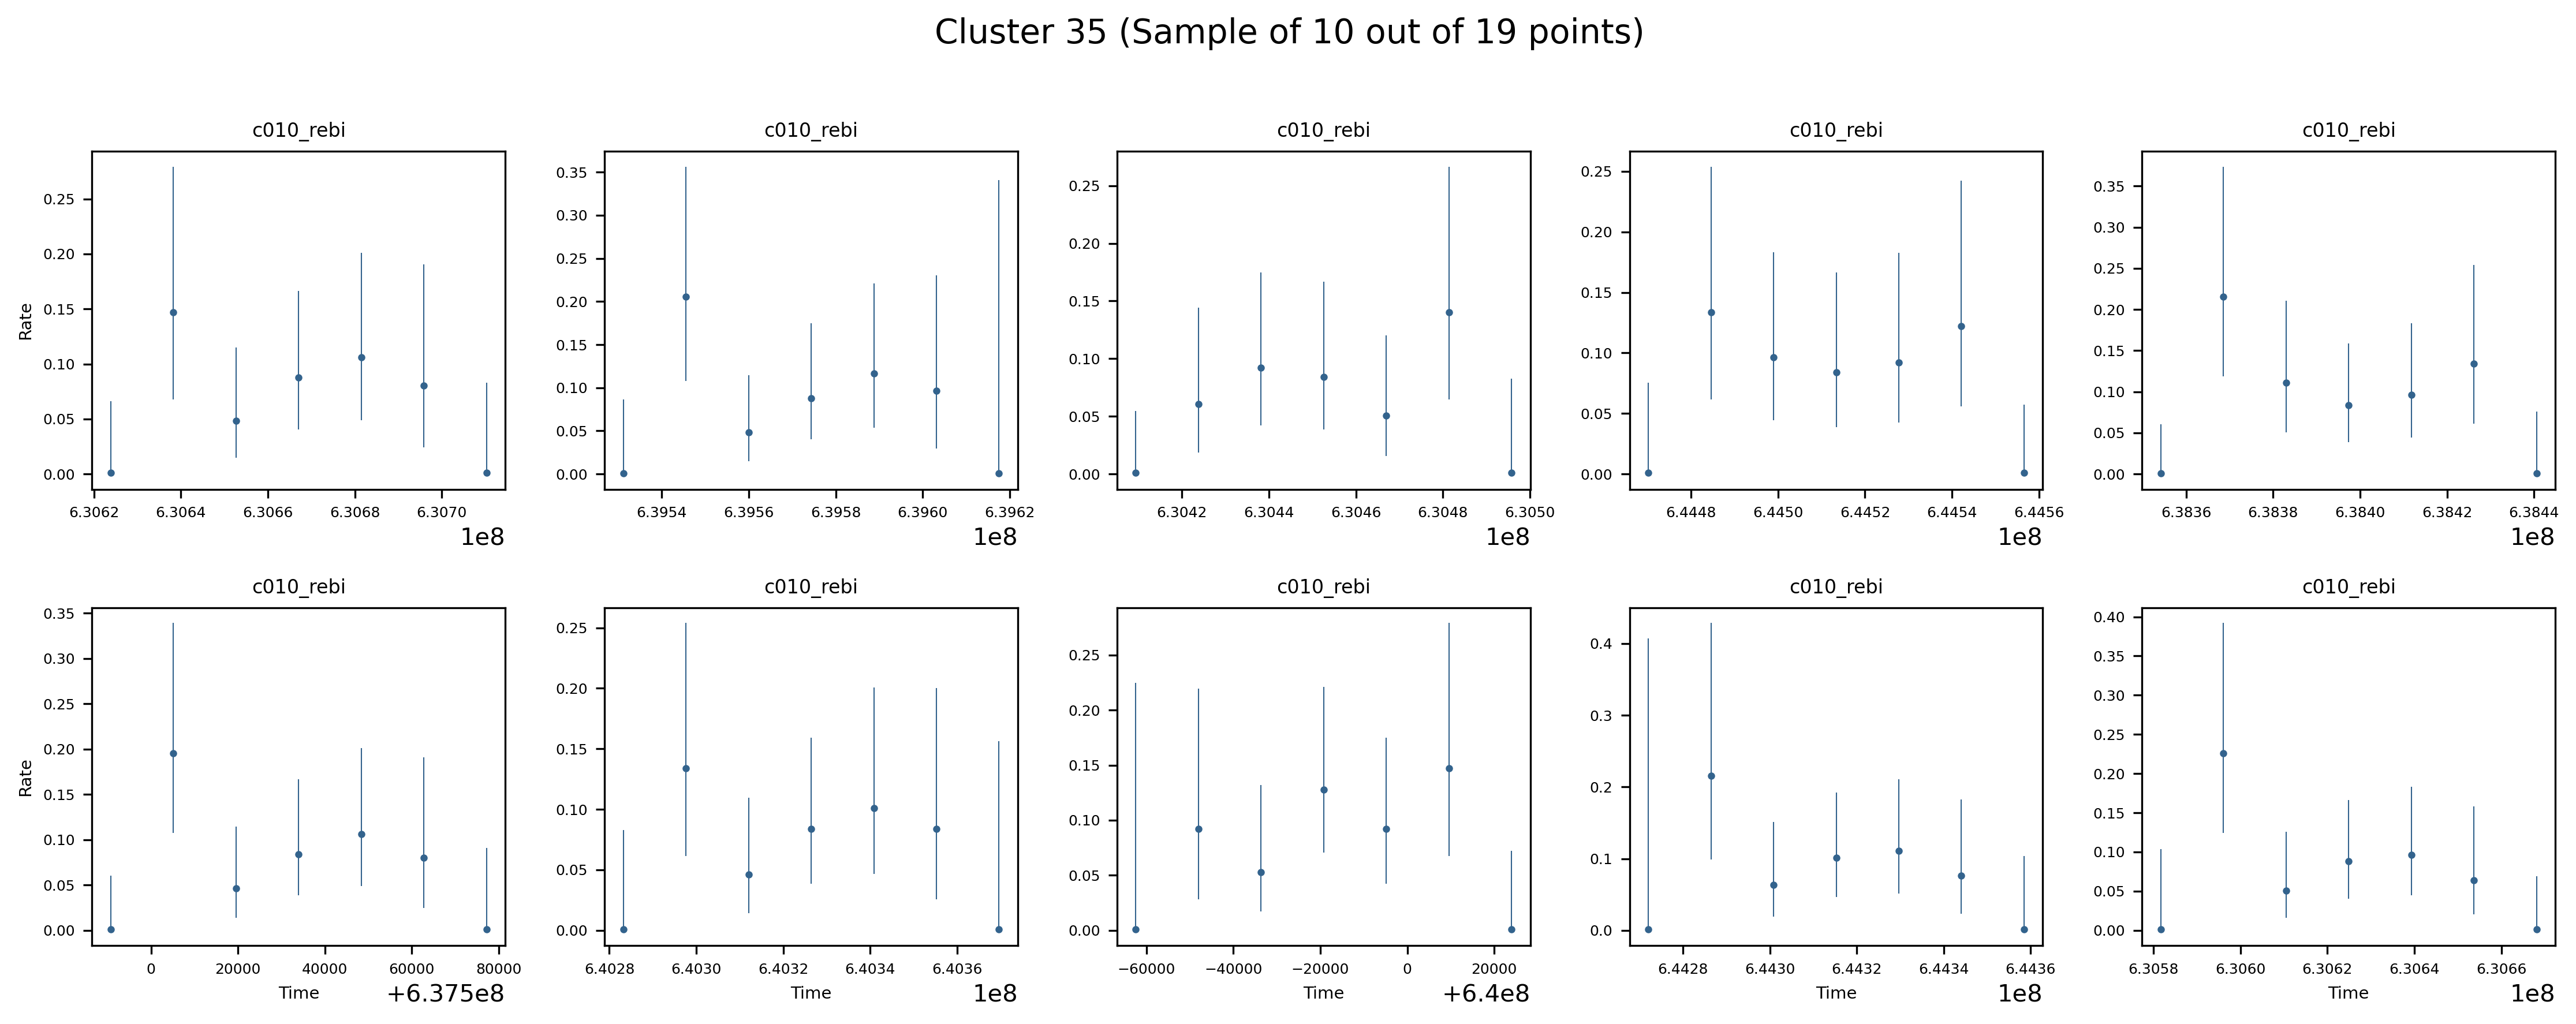 Cluster 35 (Sample of 10 out of 19 points)
c010_rebi c010_rebi c010_rebi c010_rebi c010_rebi
Rate
0.25
0.20
0.15
0.10
0.05
0.00
6.3062 6.3064 6.3066 6.3068 6.3070
1e8
0.35
0.30
0.25
0.20
0.15
0.10
0.05
0.00
6.3954 6.3956 6.3958 6.3960 6.3962
1e8
0.25
0.20
0.15
0.10
0.05
0.00
6.3042 6.3044 6.3046 6.3048 6.3050
1e8
0.25
0.20
0.15
0.10
0.05
0.00
6.4448 6.4450 6.4452 6.4454 6.4456
1e8
0.35
0.30
0.25
0.20
0.15
0.10
0.05
0.00
6.3836 6.3838 6.3840 6.3842 6.3844
1e8
c010_rebi c010_rebi c010_rebi c010_rebi c010_rebi
Rate
0.35
0.30
0.25
0.20
0.15
0.10
0.05
0.00
0 20000 40000 60000 80000
Time +6.375e8
0.25
0.20
0.15
0.10
0.05
0.00
6.4028 6.4030 6.4032 6.4034 6.4036
Time 1e8
0.25
0.20
0.15
0.10
0.05
0.00
−60000 −40000 −20000 0 20000
Time +6.4e8
0.4
0.3
0.2
0.1
0.0
6.4428 6.4430 6.4432 6.4434 6.4436
Time 1e8
0.40
0.35
0.30
0.25
0.20
0.15
0.10
0.05
0.00
6.3058 6.3060 6.3062 6.3064 6.3066
Time 1e8